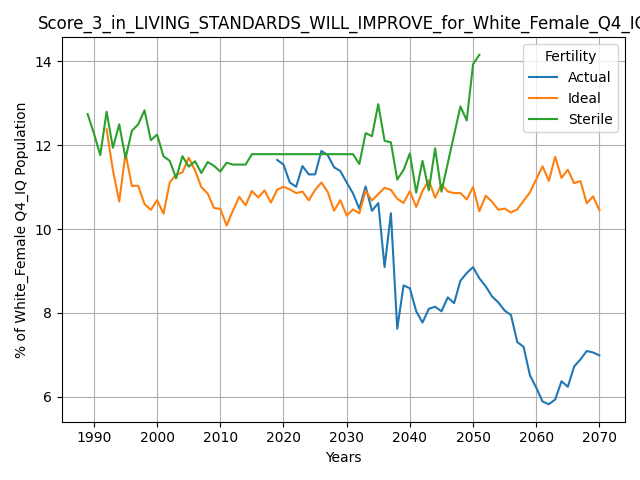 Score_3_in_LIVING_STANDARDS_WILL_IMPROVE_for_White_Female_Q4_IQ
Fertility
Actual
Ideal
Sterile
14
12
10
8
6
% of White_Female Q4_IQ Population
1990 2000 2010 2020 2030 2040 2050 2060 2070
Years